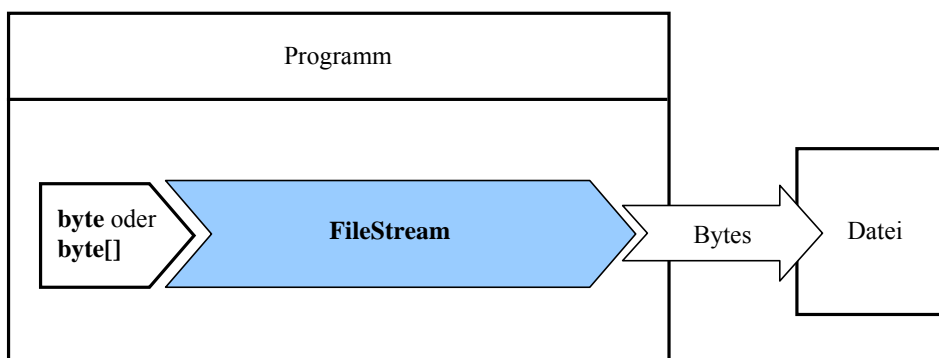 Programm
byte oder
byte[]
FileStream
Bytes
Datei